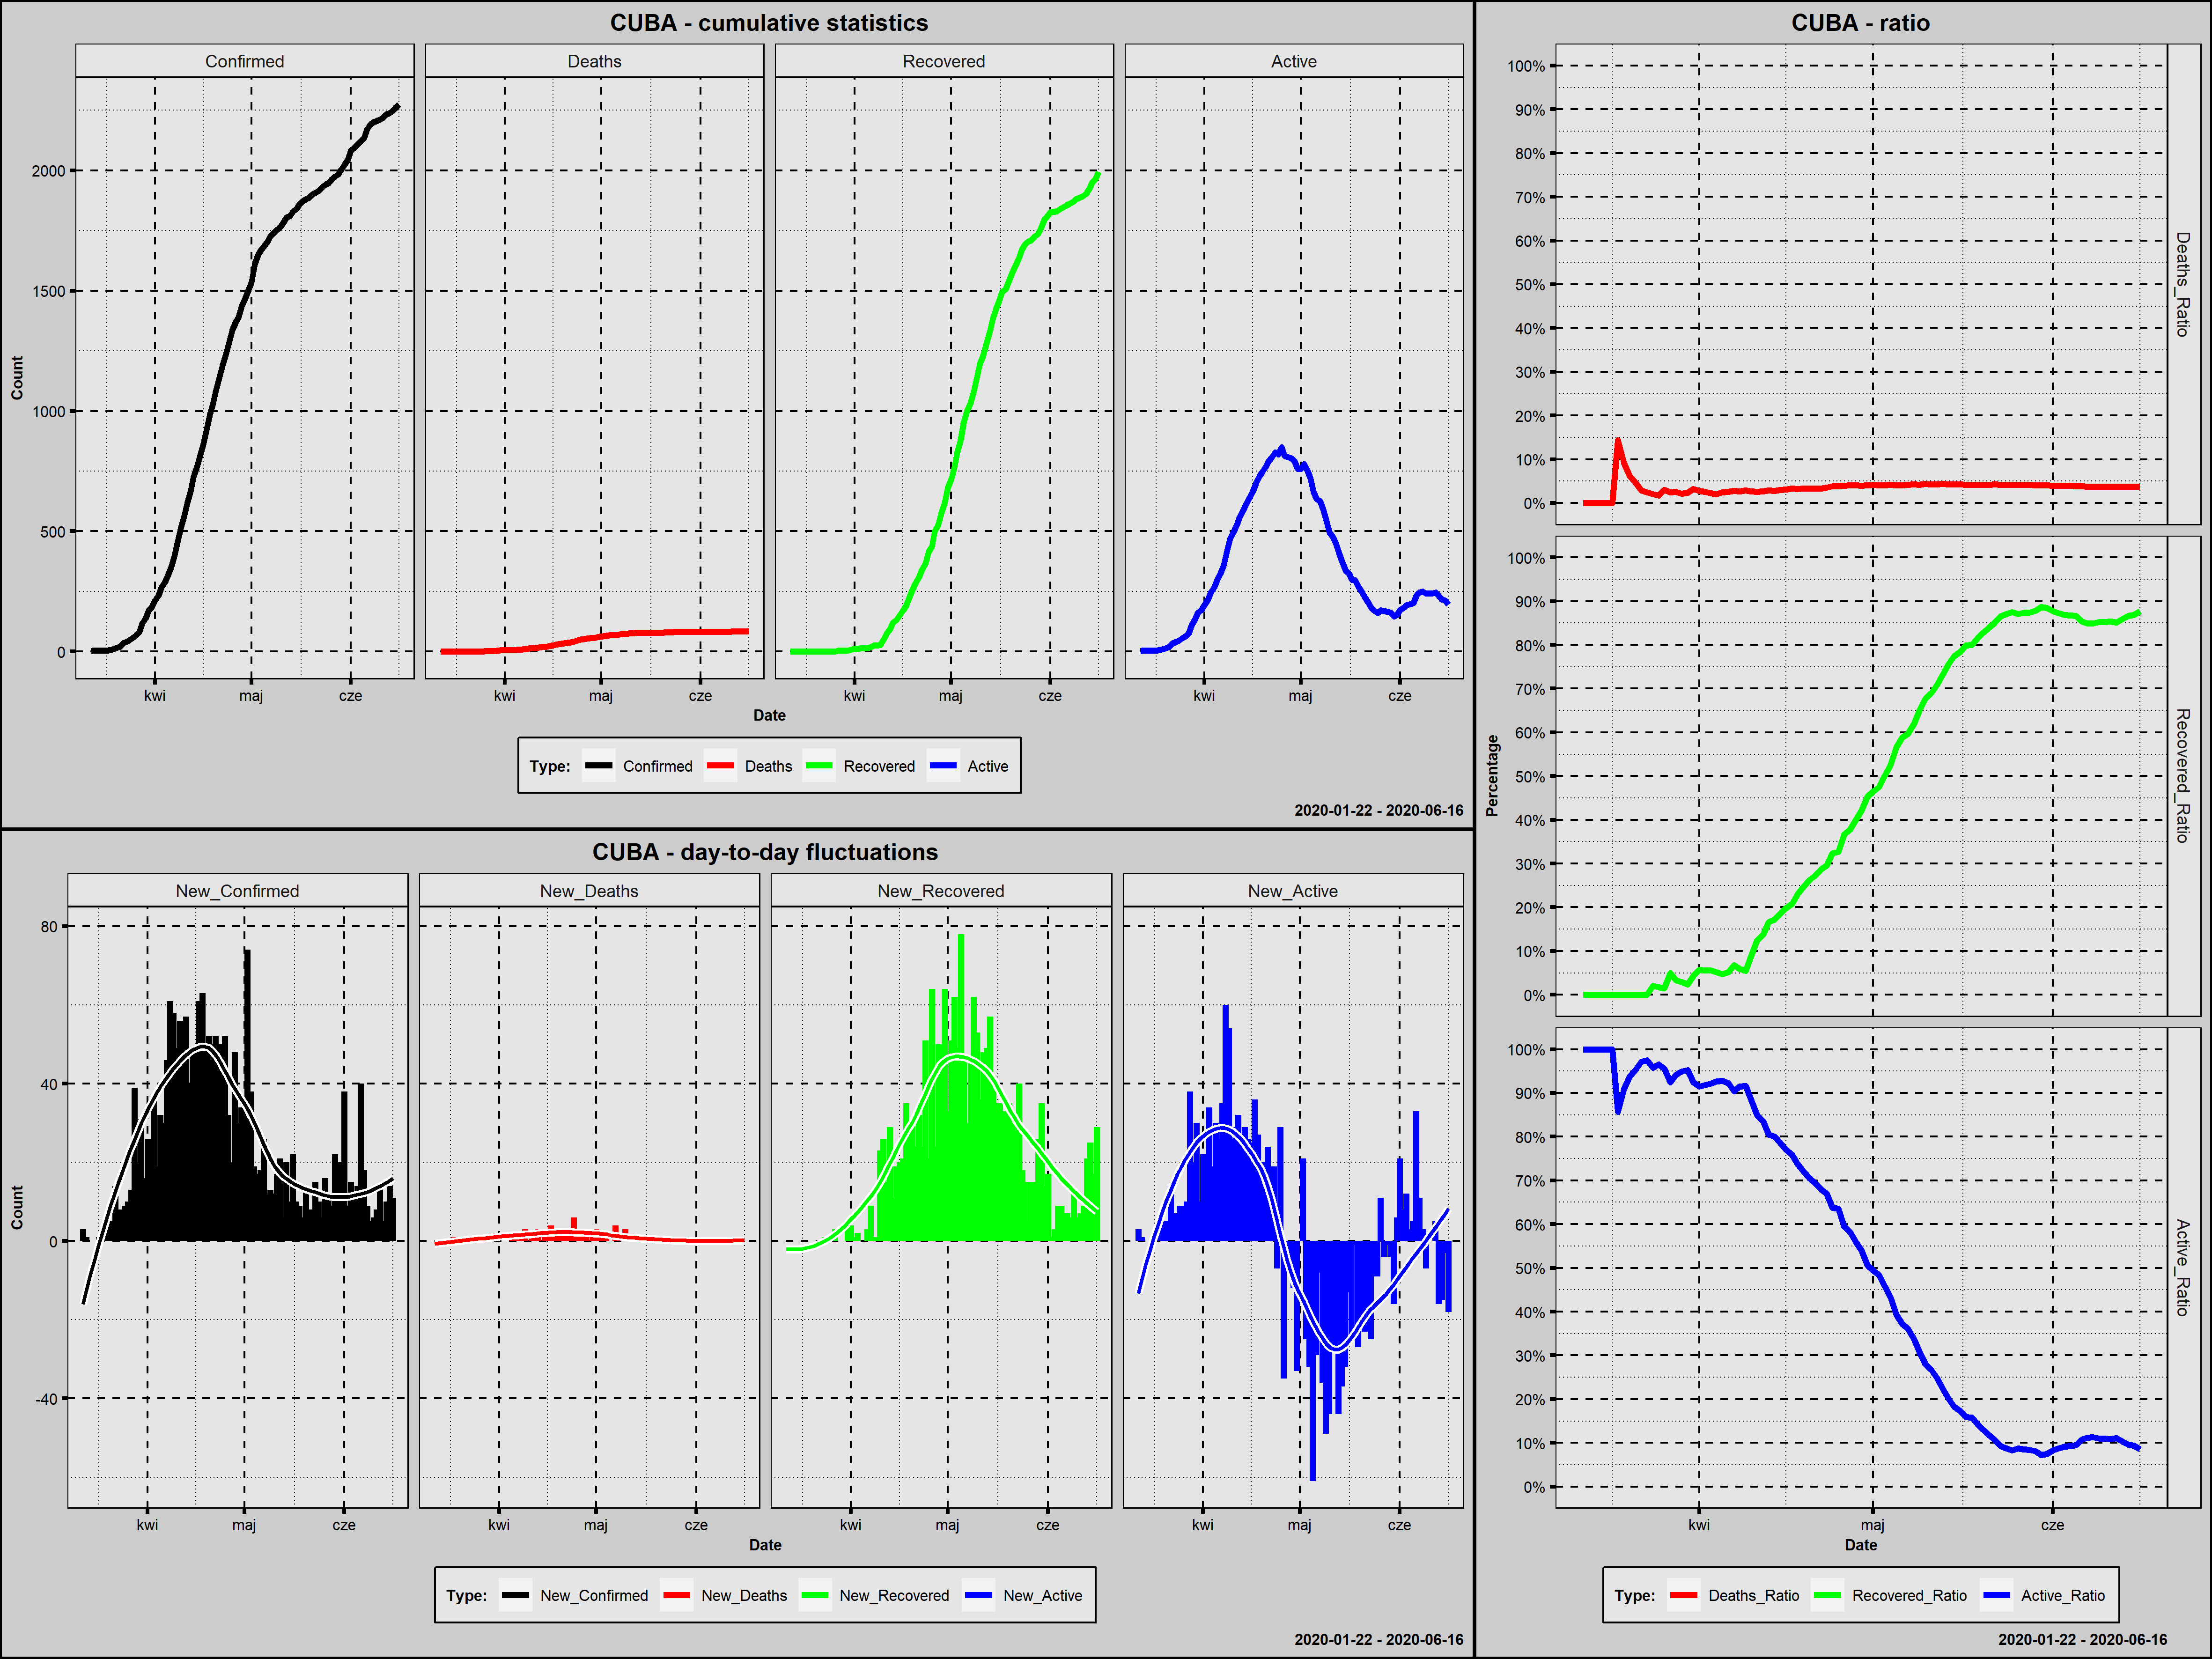 CUBA - cumulative statistics
Confirmed Deaths Recovered Active
2000
1500
1000
500
0
Count
kwi maj cze kwi maj cze kwi maj cze kwi maj cze
Date
Type: Confirmed Deaths Recovered Active
2020-01-22 - 2020-06-16
CUBA - day-to-day fluctuations
New_Confirmed New_Deaths New_Recovered New_Active
80
40
0
-40
Count
kwi maj cze kwi maj cze kwi maj cze kwi maj cze
Date
Type: New_Confirmed New_Deaths New_Recovered New_Active
2020-01-22 - 2020-06-16
CUBA - ratio
100%
90%
80%
70%
60%
50%
40%
30%
20%
10%
0%
Deaths_Ratio
100%
90%
80%
70%
60%
50%
40%
30%
20%
10%
0%
Recovered_Ratio
100%
90%
80%
70%
60%
50%
40%
30%
20%
10%
0%
Active_Ratio
Percentage
kwi maj cze
Date
Type: Deaths_Ratio Recovered_Ratio Active_Ratio
2020-01-22 - 2020-06-16